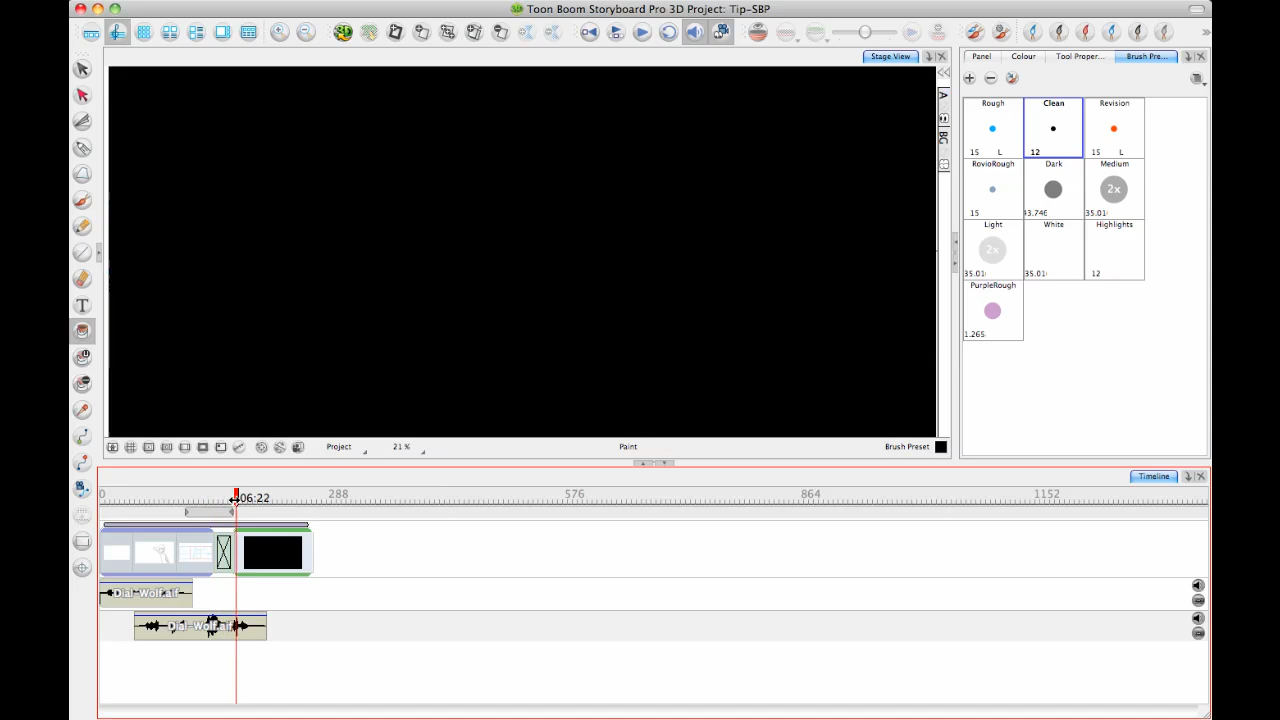 Toon Boom Storyboard Pro 3D Project: Tip-SBP
Stage View
Panel Colour Tool Proper... Brush Pre...
A
BC
Rough Clean Revision
15 L 12 15 L
RovioRough Dark Medium
2x
15 43.746 35.01
Light White Highlights
2x
35.01 35.01 12
PurpleRough
1.265
Project 21 % Paint Brush Preset
Timeline
0 06:22 288 576 864 1152
Dial-Wolf.aif
Dial-Wolf.aif
T